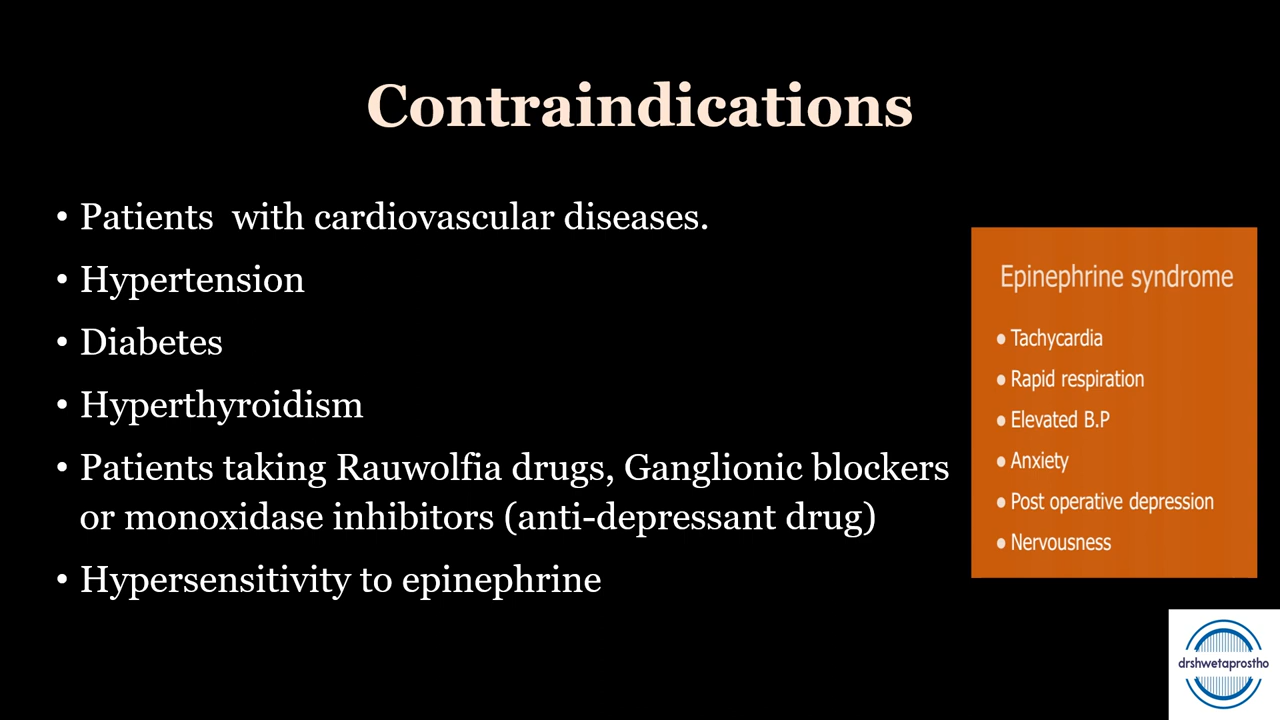 Contraindications
• Patients  with cardiovascular diseases.
• Hypertension
• Diabetes
• Hyperthyroidism
• Patients taking Rauwolfia drugs, Ganglionic blockers
or monoxidase inhibitors (anti-depressant drug)
• Hypersensitivity to epinephrine
Epinephrine syndrome
• Tachycardia
• Rapid respiration
• Elevated B.P
• Anxiety
• Post operative depression
• Nervousness
drshwetaprostho